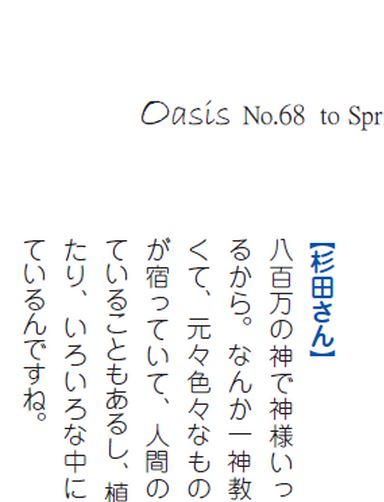 Oasis No.68 to Spr
【杉田さん】
八百万の神で神様いっ
るから。なんか一神教
くて、元々色々なもの
が宿っていて、人間の
ていることもあるし、植
たり、いろいろな中に
ているんですね。